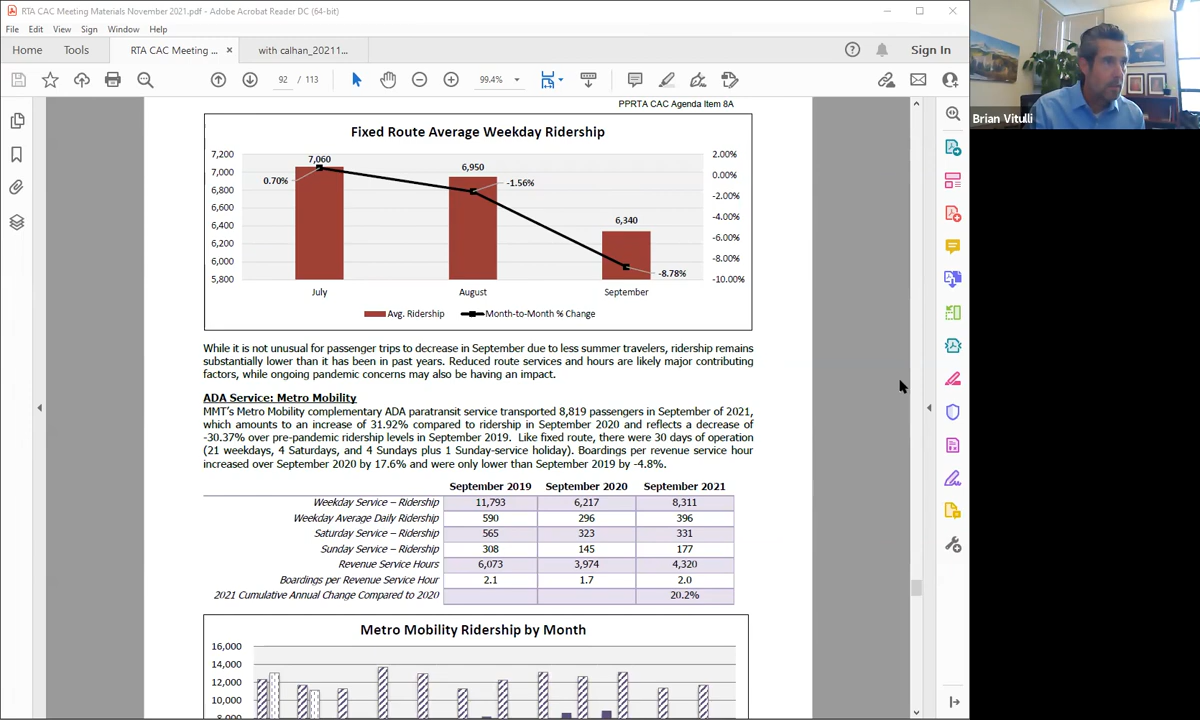 RTA CAC Meeting Materials November 2021.pdf - Adobe Acrobat Reader DC (64-bit)
File Edit View Sign Window Help
Home Tools RTA CAC Meeting ... × with calhan_20211... Sign In
92 / 113 99.4%
Brian Vitulli
PPRTA CAC Agenda Item 8A
Fixed Route Average Weekday Ridership
7,200 7,060 2.00%
7,000 6,950 0.00%
6,800 0.70% -1.56% -2.00%
6,600 -4.00%
6,400 6,340 -6.00%
6,200
6,000 -8.00%
-8.78%
5,800 -10.00%
July August September
Avg. Ridership Month-to-Month % Change
While it is not unusual for passenger trips to decrease in September due to less summer travelers, ridership remains
substantially lower than it has been in past years. Reduced route services and hours are likely major contributing
factors, while ongoing pandemic concerns may also be having an impact.
ADA Service: Metro Mobility
MMT's Metro Mobility complementary ADA paratransit service transported 8,819 passengers in September of 2021,
which amounts to an increase of 31.92% compared to ridership in September 2020 and reflects a decrease of
-30.37% over pre-pandemic ridership levels in September 2019. Like fixed route, there were 30 days of operation
(21 weekdays, 4 Saturdays, and 4 Sundays plus 1 Sunday-service holiday). Boardings per revenue service hour
increased over September 2020 by 17.6% and were only lower than September 2019 by -4.8%.
September 2019 September 2020 September 2021
Weekday Service – Ridership 11,793 6,217 8,311
Weekday Average Daily Ridership 590 296 396
Saturday Service – Ridership 565 323 331
Sunday Service – Ridership 308 145 177
Revenue Service Hours 6,073 3,974 4,320
Boardings per Revenue Service Hour 2.1 1.7 2.0
2021 Cumulative Annual Change Compared to 2020 20.2%
Metro Mobility Ridership by Month
16,000
14,000
12,000
10,000
8,000